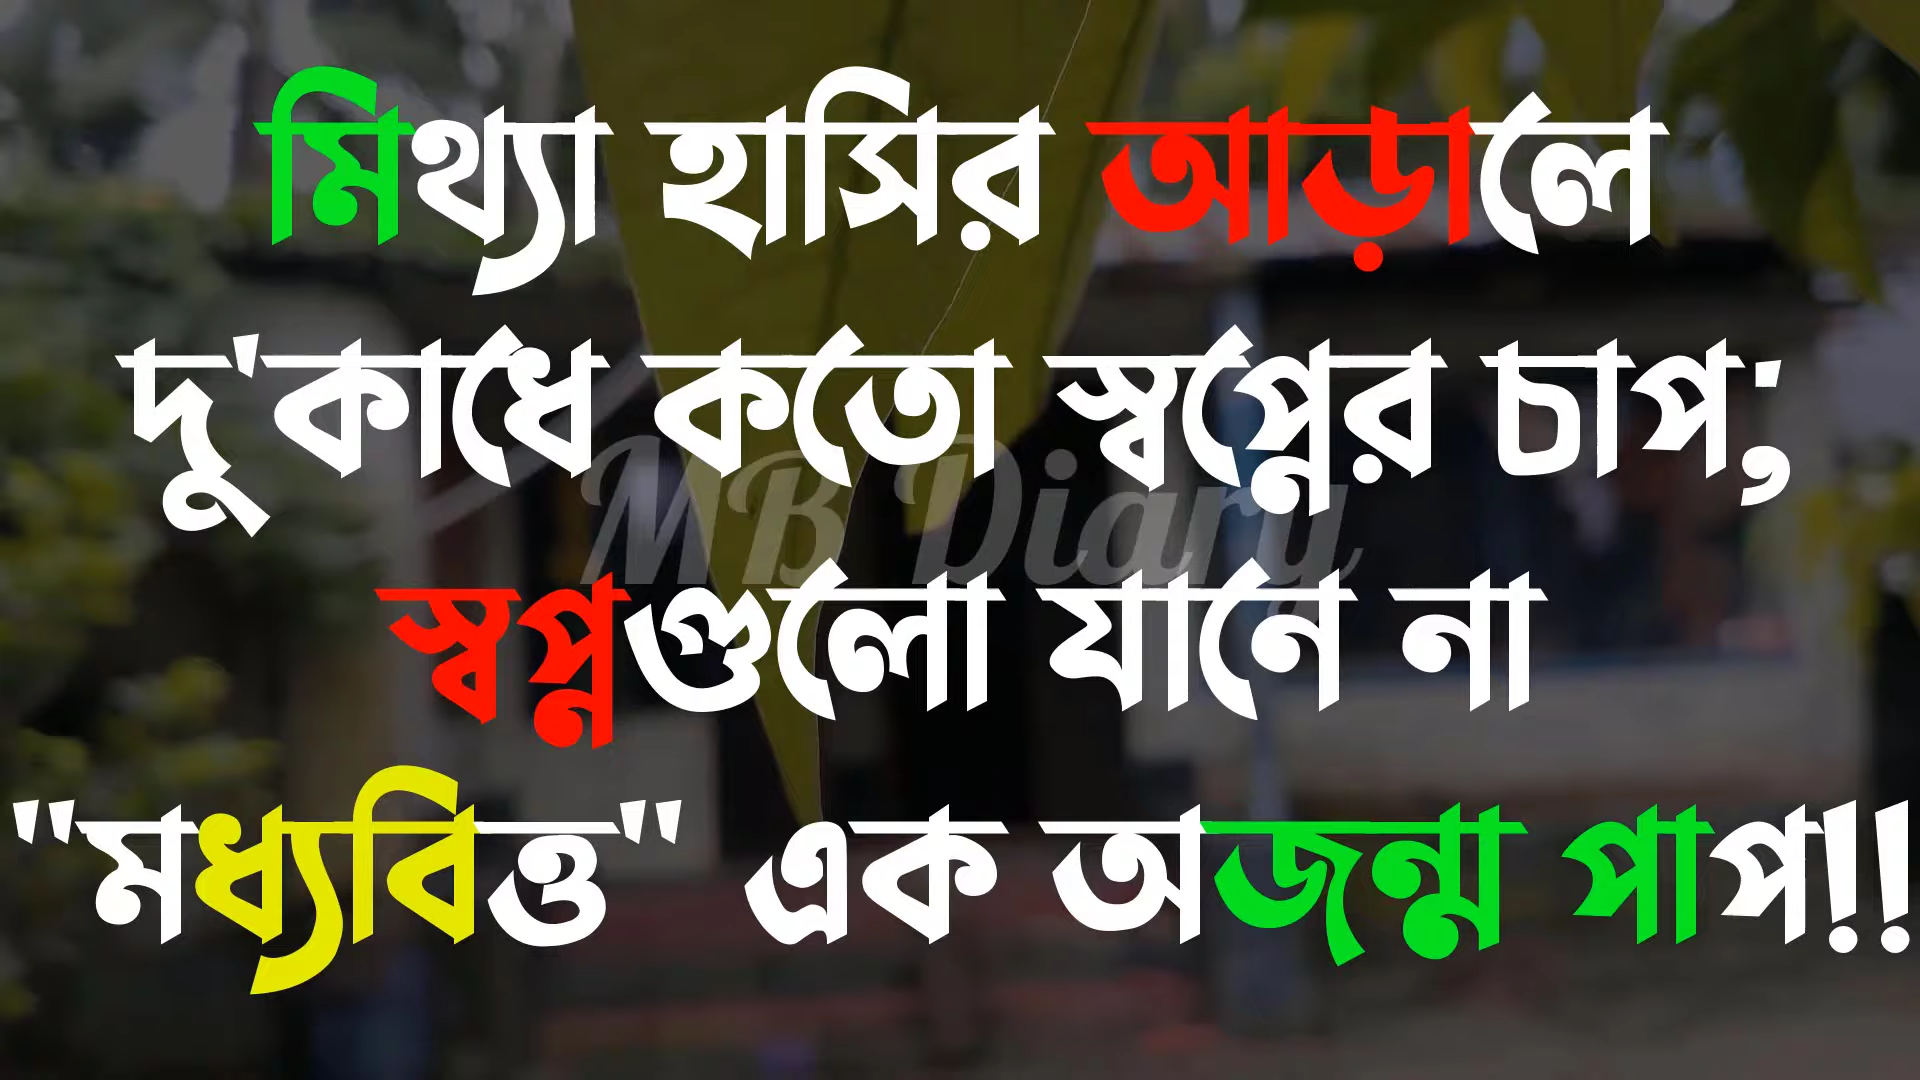 মিথ্যা হাসির আড়ালে
দু'কাধে কতো স্বপ্নের চাপ;
MB Diary
স্বপ্নগুলো যানে না
"মধ্যবিত্ত" এক অজন্ম পাপ!!